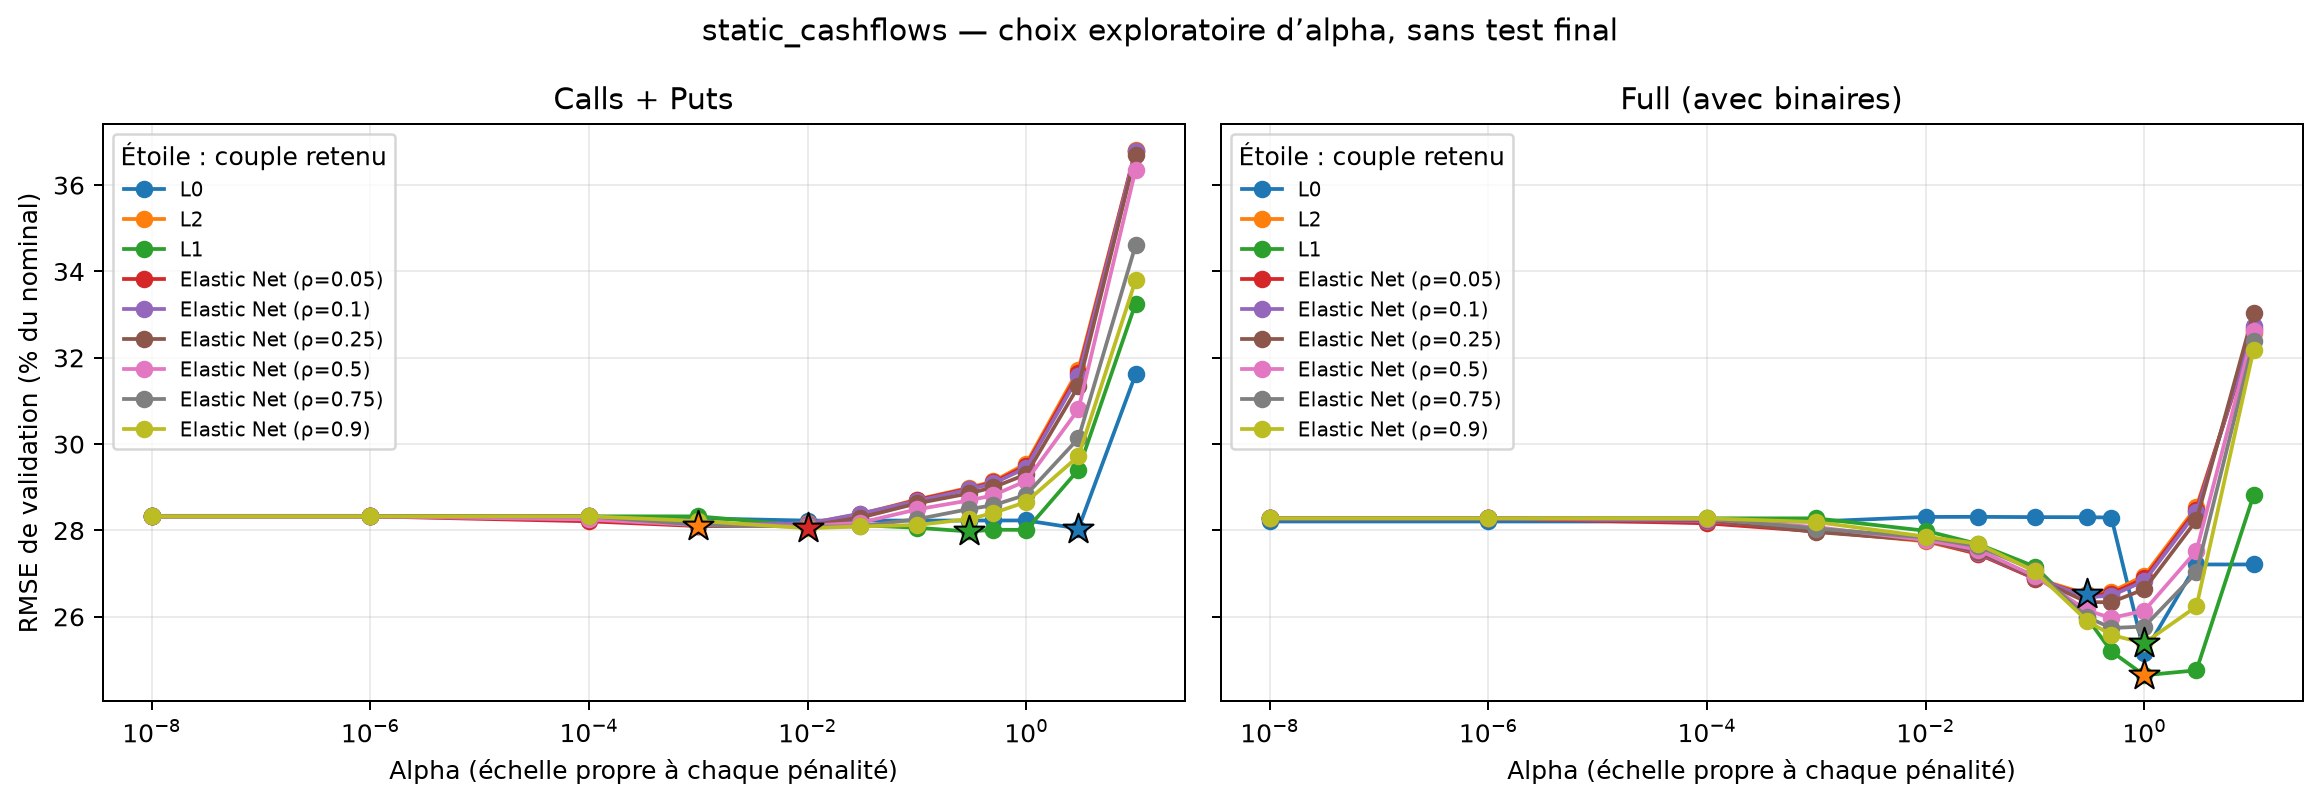 static_cashflows — choix exploratoire d’alpha, sans test final
Calls + Puts
RMSE de validation (% du nominal)
36
34
32
30
28
26
Étoile : couple retenu
L0
L2
L1
Elastic Net (ρ=0.05)
Elastic Net (ρ=0.1)
Elastic Net (ρ=0.25)
Elastic Net (ρ=0.5)
Elastic Net (ρ=0.75)
Elastic Net (ρ=0.9)
10⁻⁸ 10⁻⁶ 10⁻⁴ 10⁻² 10⁰
Alpha (échelle propre à chaque pénalité)
Full (avec binaires)
Étoile : couple retenu
L0
L2
L1
Elastic Net (ρ=0.05)
Elastic Net (ρ=0.1)
Elastic Net (ρ=0.25)
Elastic Net (ρ=0.5)
Elastic Net (ρ=0.75)
Elastic Net (ρ=0.9)
10⁻⁸ 10⁻⁶ 10⁻⁴ 10⁻² 10⁰
Alpha (échelle propre à chaque pénalité)